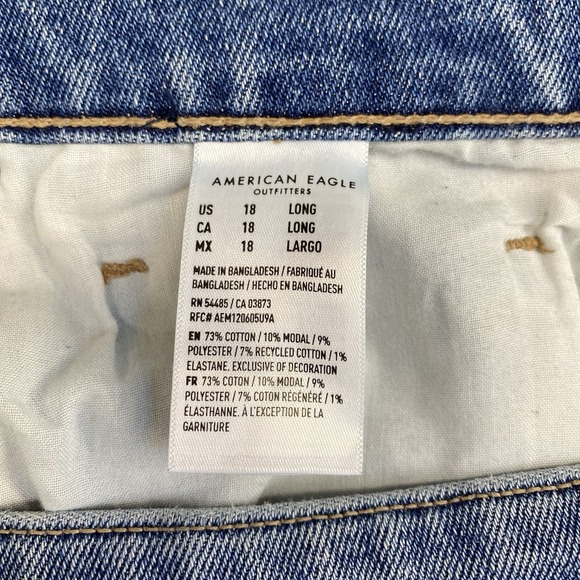 AMERICAN EAGLE
OUTFITTERS
US 18 LONG
CA 18 LONG
MX 18 LARGO
MADE IN BANGLADESH / FABRIQUÉ AU
BANGLADESH / HECHO EN BANGLADESH
RN 54485 / CA 03873
RFC# AEM120605U9A
EN 73% COTTON / 10% MODAL / 9%
POLYESTER / 7% RECYCLED COTTON / 1%
ELASTANE. EXCLUSIVE OF DECORATION
FR 73% COTON / 10% MODAL / 9%
POLYESTER / 7% COTON RÉGÉNÉRÉ / 1%
ÉLASTHANNE. À L'EXCEPTION DE LA
GARNITURE